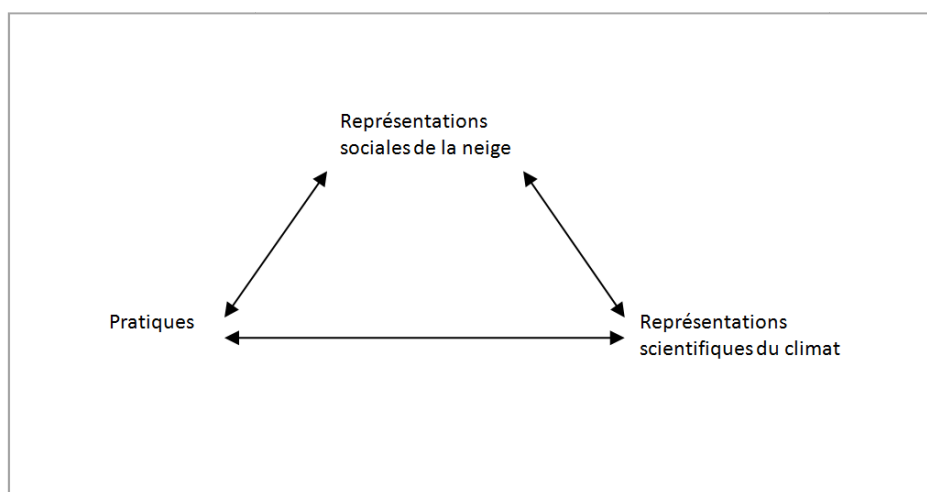 Représentations
sociales de la neige
Pratiques
Représentations
scientifiques du climat